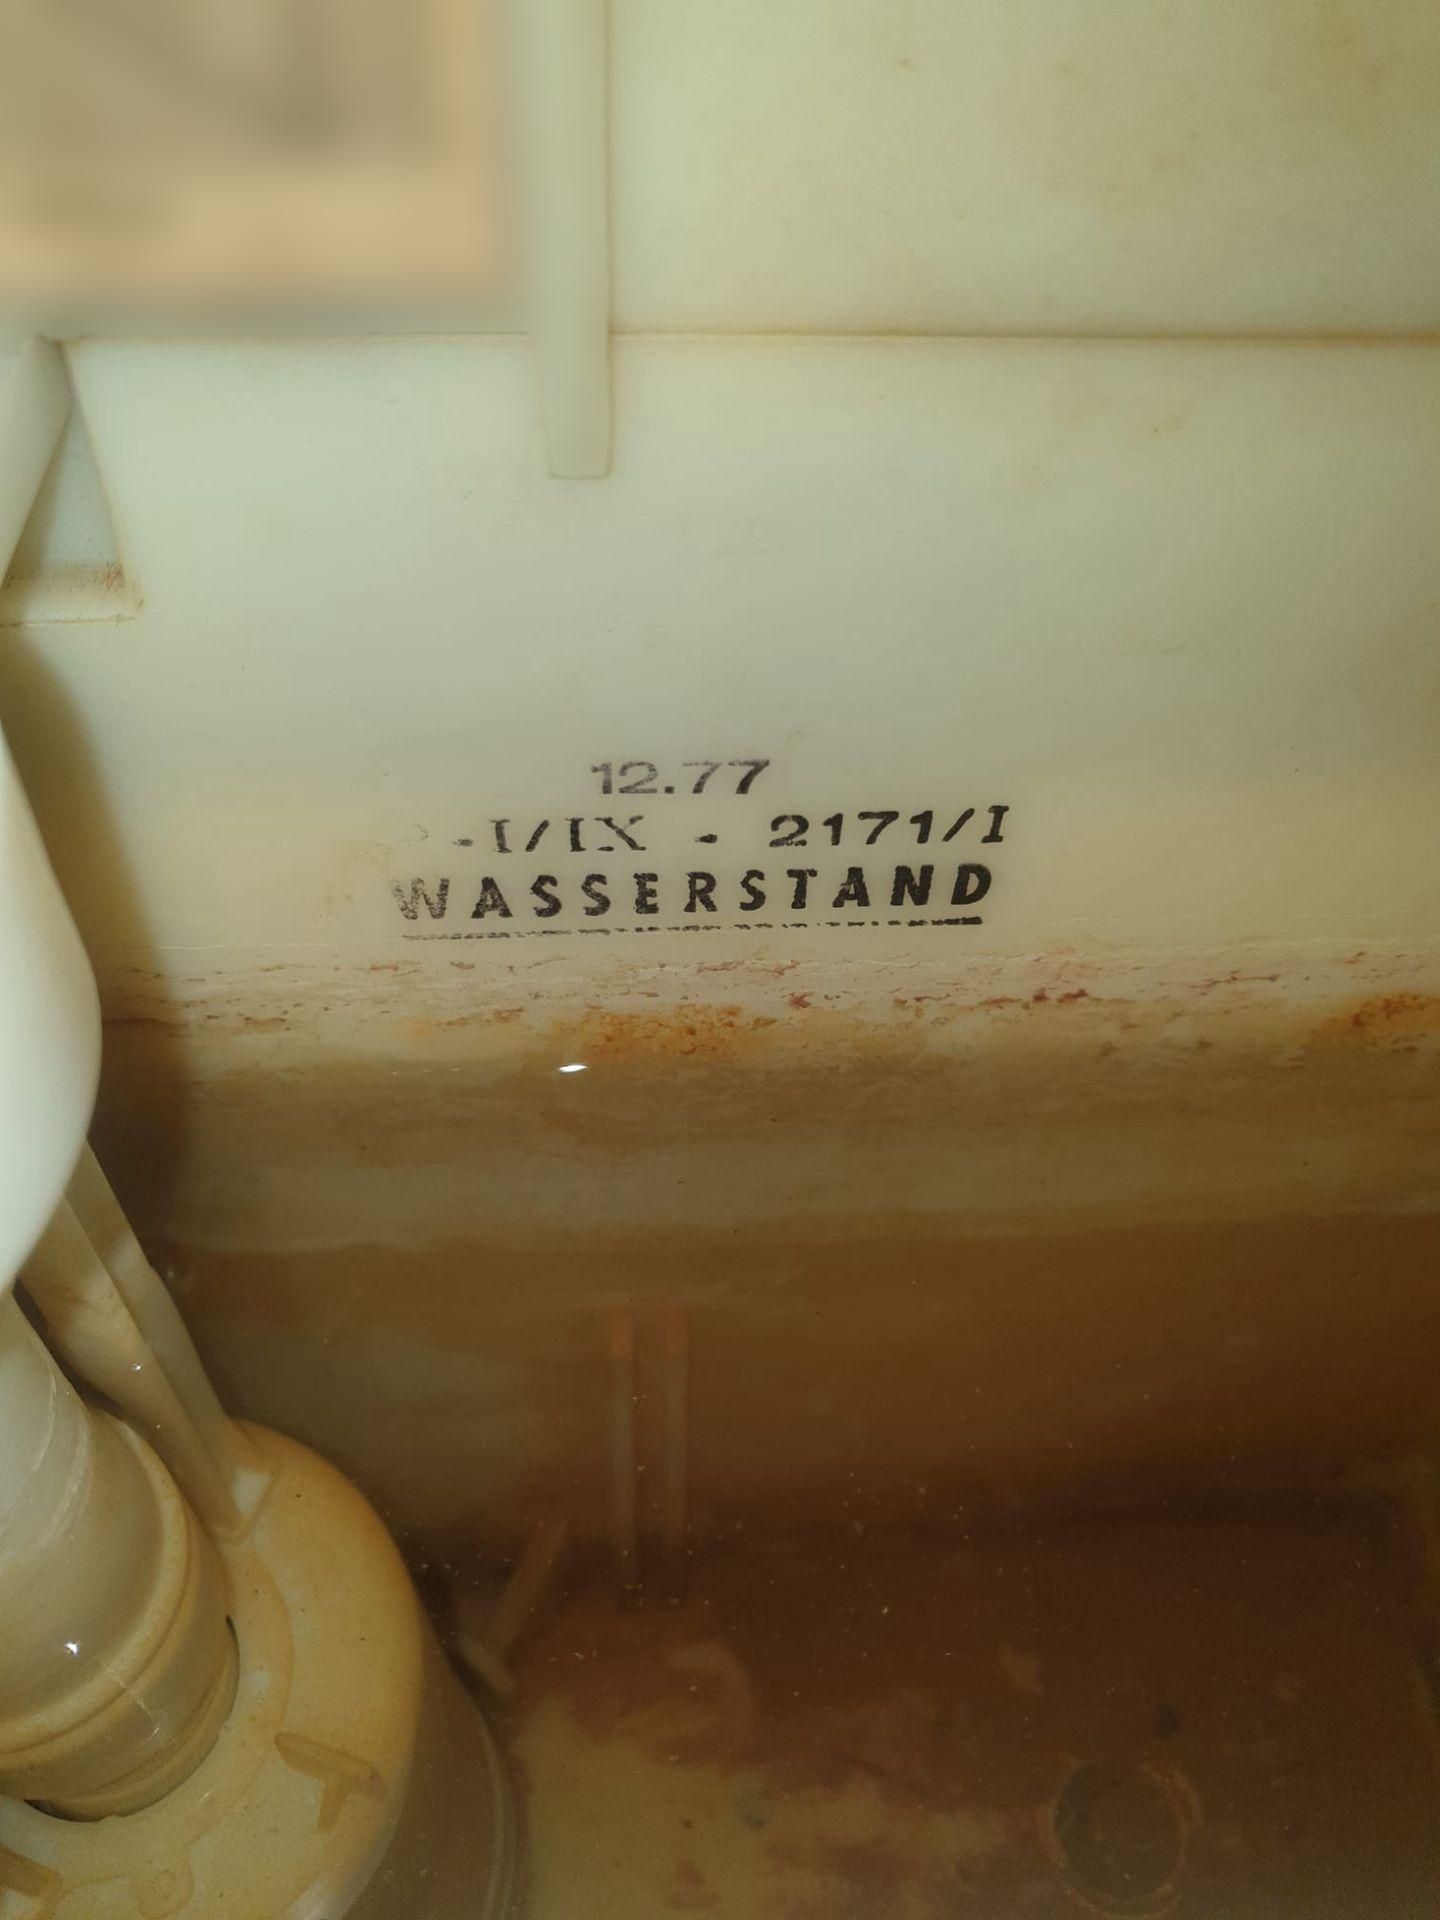 12.77
P-I/IX - 2171/I
WASSERSTAND